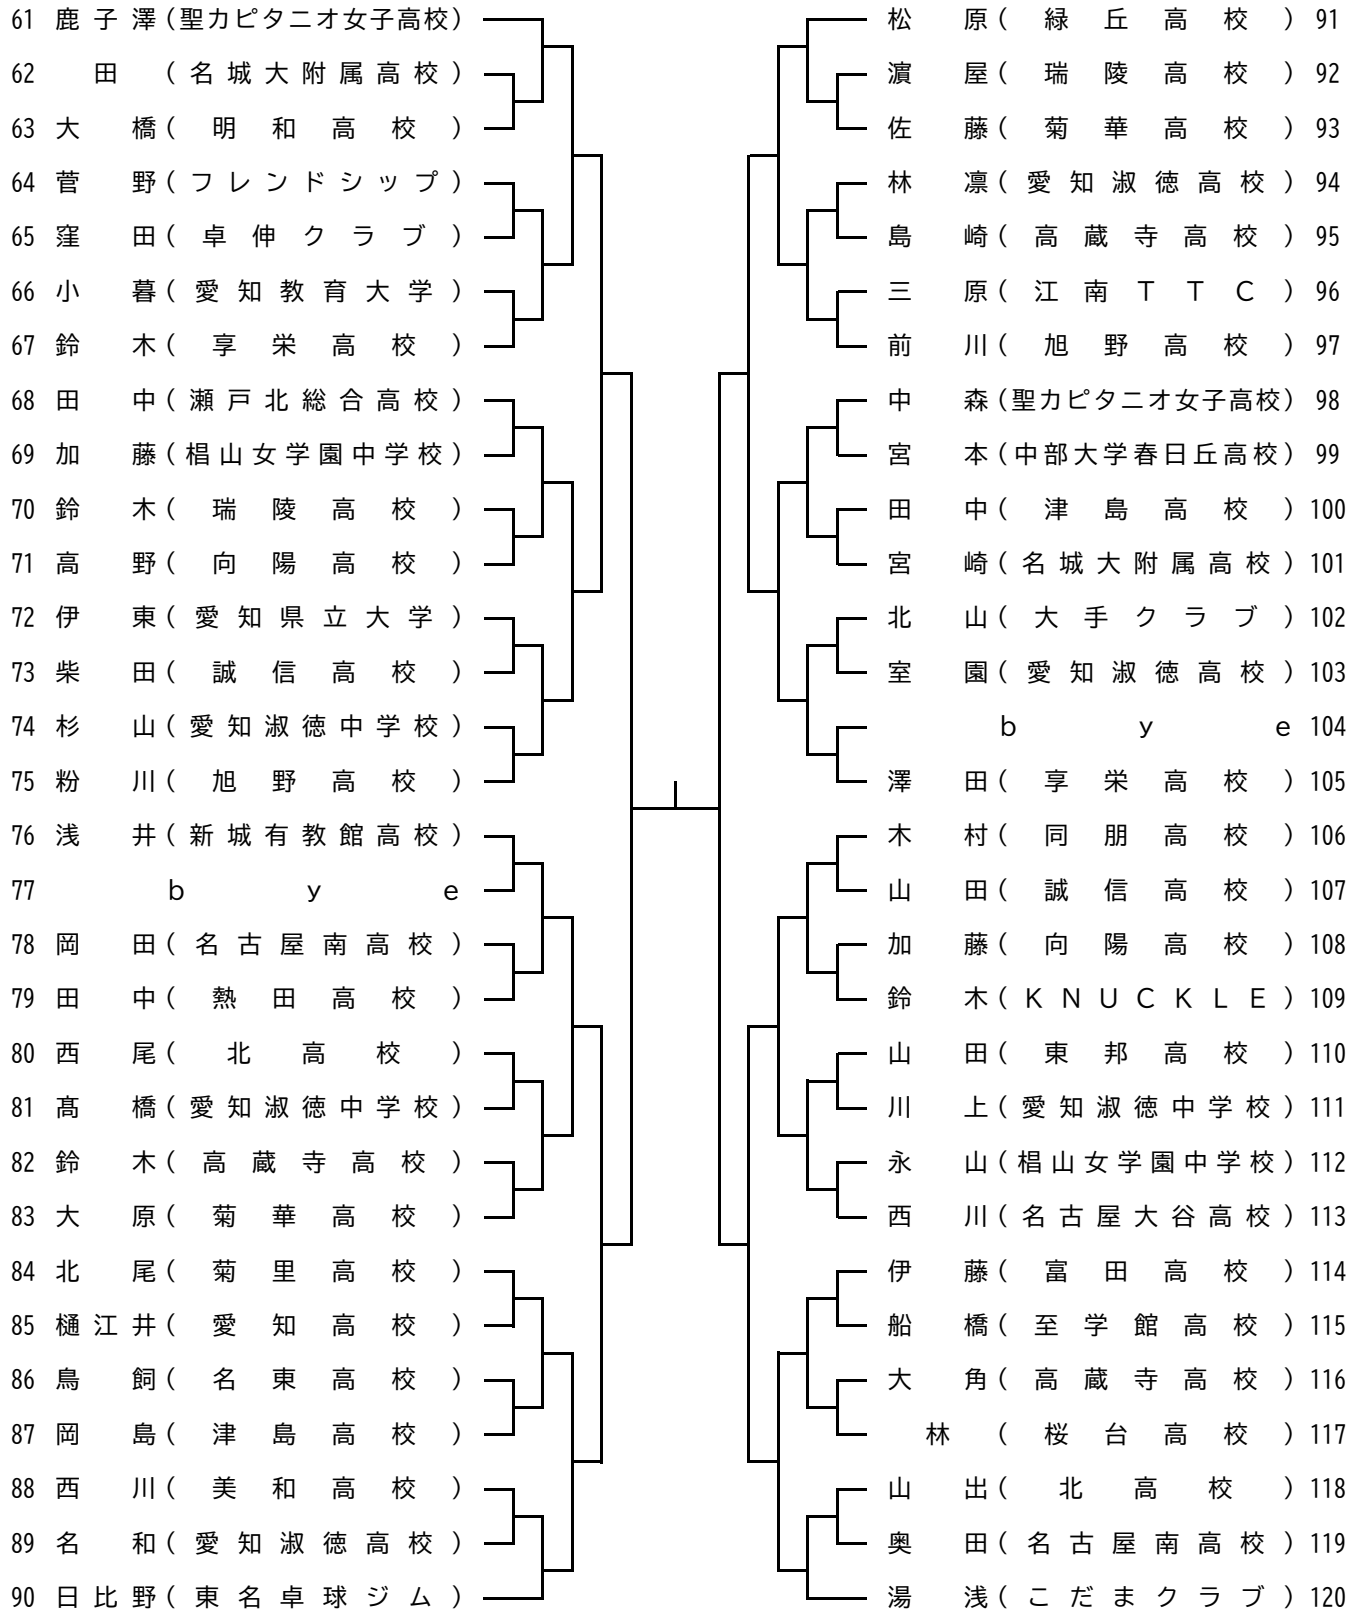 61 鹿子澤(聖カピタニオ女子高校)
62 田 (名城大附属高校)
63 大橋(明和高校)
64 菅野(フレンドシップ)
65 窪田(卓伸クラブ)
66 小暮(愛知教育大学)
67 鈴木(享栄高校)
68 田中(瀬戸北総合高校)
69 加藤(椙山女学園中学校)
70 鈴木(瑞陵高校)
71 高野(向陽高校)
72 伊東(愛知県立大学)
73 柴田(誠信高校)
74 杉山(愛知淑徳中学校)
75 粉川(旭野高校)
76 浅井(新城有教館高校)
77 bye
78 岡田(名古屋南高校)
79 田中(熱田高校)
80 西尾(北高校)
81 髙橋(愛知淑徳中学校)
82 鈴木(高蔵寺高校)
83 大原(菊華高校)
84 北尾(菊里高校)
85 樋江井(愛知高校)
86 鳥飼(名東高校)
87 岡島(津島高校)
88 西川(美和高校)
89 名和(愛知淑徳高校)
90 日比野(東名卓球ジム)
松原(緑丘高校) 91
濵屋(瑞陵高校) 92
佐藤(菊華高校) 93
林凛(愛知淑徳高校) 94
島崎(高蔵寺高校) 95
三原(江南TTC) 96
前川(旭野高校) 97
中森(聖カピタニオ女子高校) 98
宮本(中部大学春日丘高校) 99
田中(津島高校) 100
宮崎(名城大附属高校) 101
北山(大手クラブ) 102
室園(愛知淑徳高校) 103
bye 104
澤田(享栄高校) 105
木村(同朋高校) 106
山田(誠信高校) 107
加藤(向陽高校) 108
鈴木(KNUCKLE) 109
山田(東邦高校) 110
川上(愛知淑徳中学校) 111
永山(椙山女学園中学校) 112
西川(名古屋大谷高校) 113
伊藤(富田高校) 114
船橋(至学館高校) 115
大角(高蔵寺高校) 116
林 (桜台高校) 117
山出(北高校) 118
奥田(名古屋南高校) 119
湯浅(こだまクラブ) 120